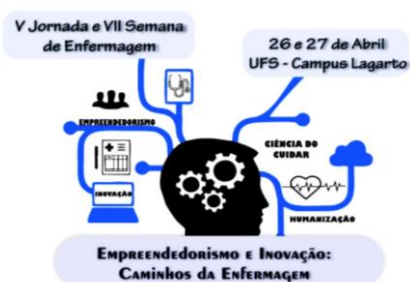 V Jornada e VII Semana
de Enfermagem
26 e 27 de Abril
UFS - Campus Lagarto
EMPREENDEDORISMO
CIÊNCIA DO
CUIDAR
INOVAÇÃO
HUMANIZAÇÃO
Empreendedorismo e Inovação:
Caminhos da Enfermagem